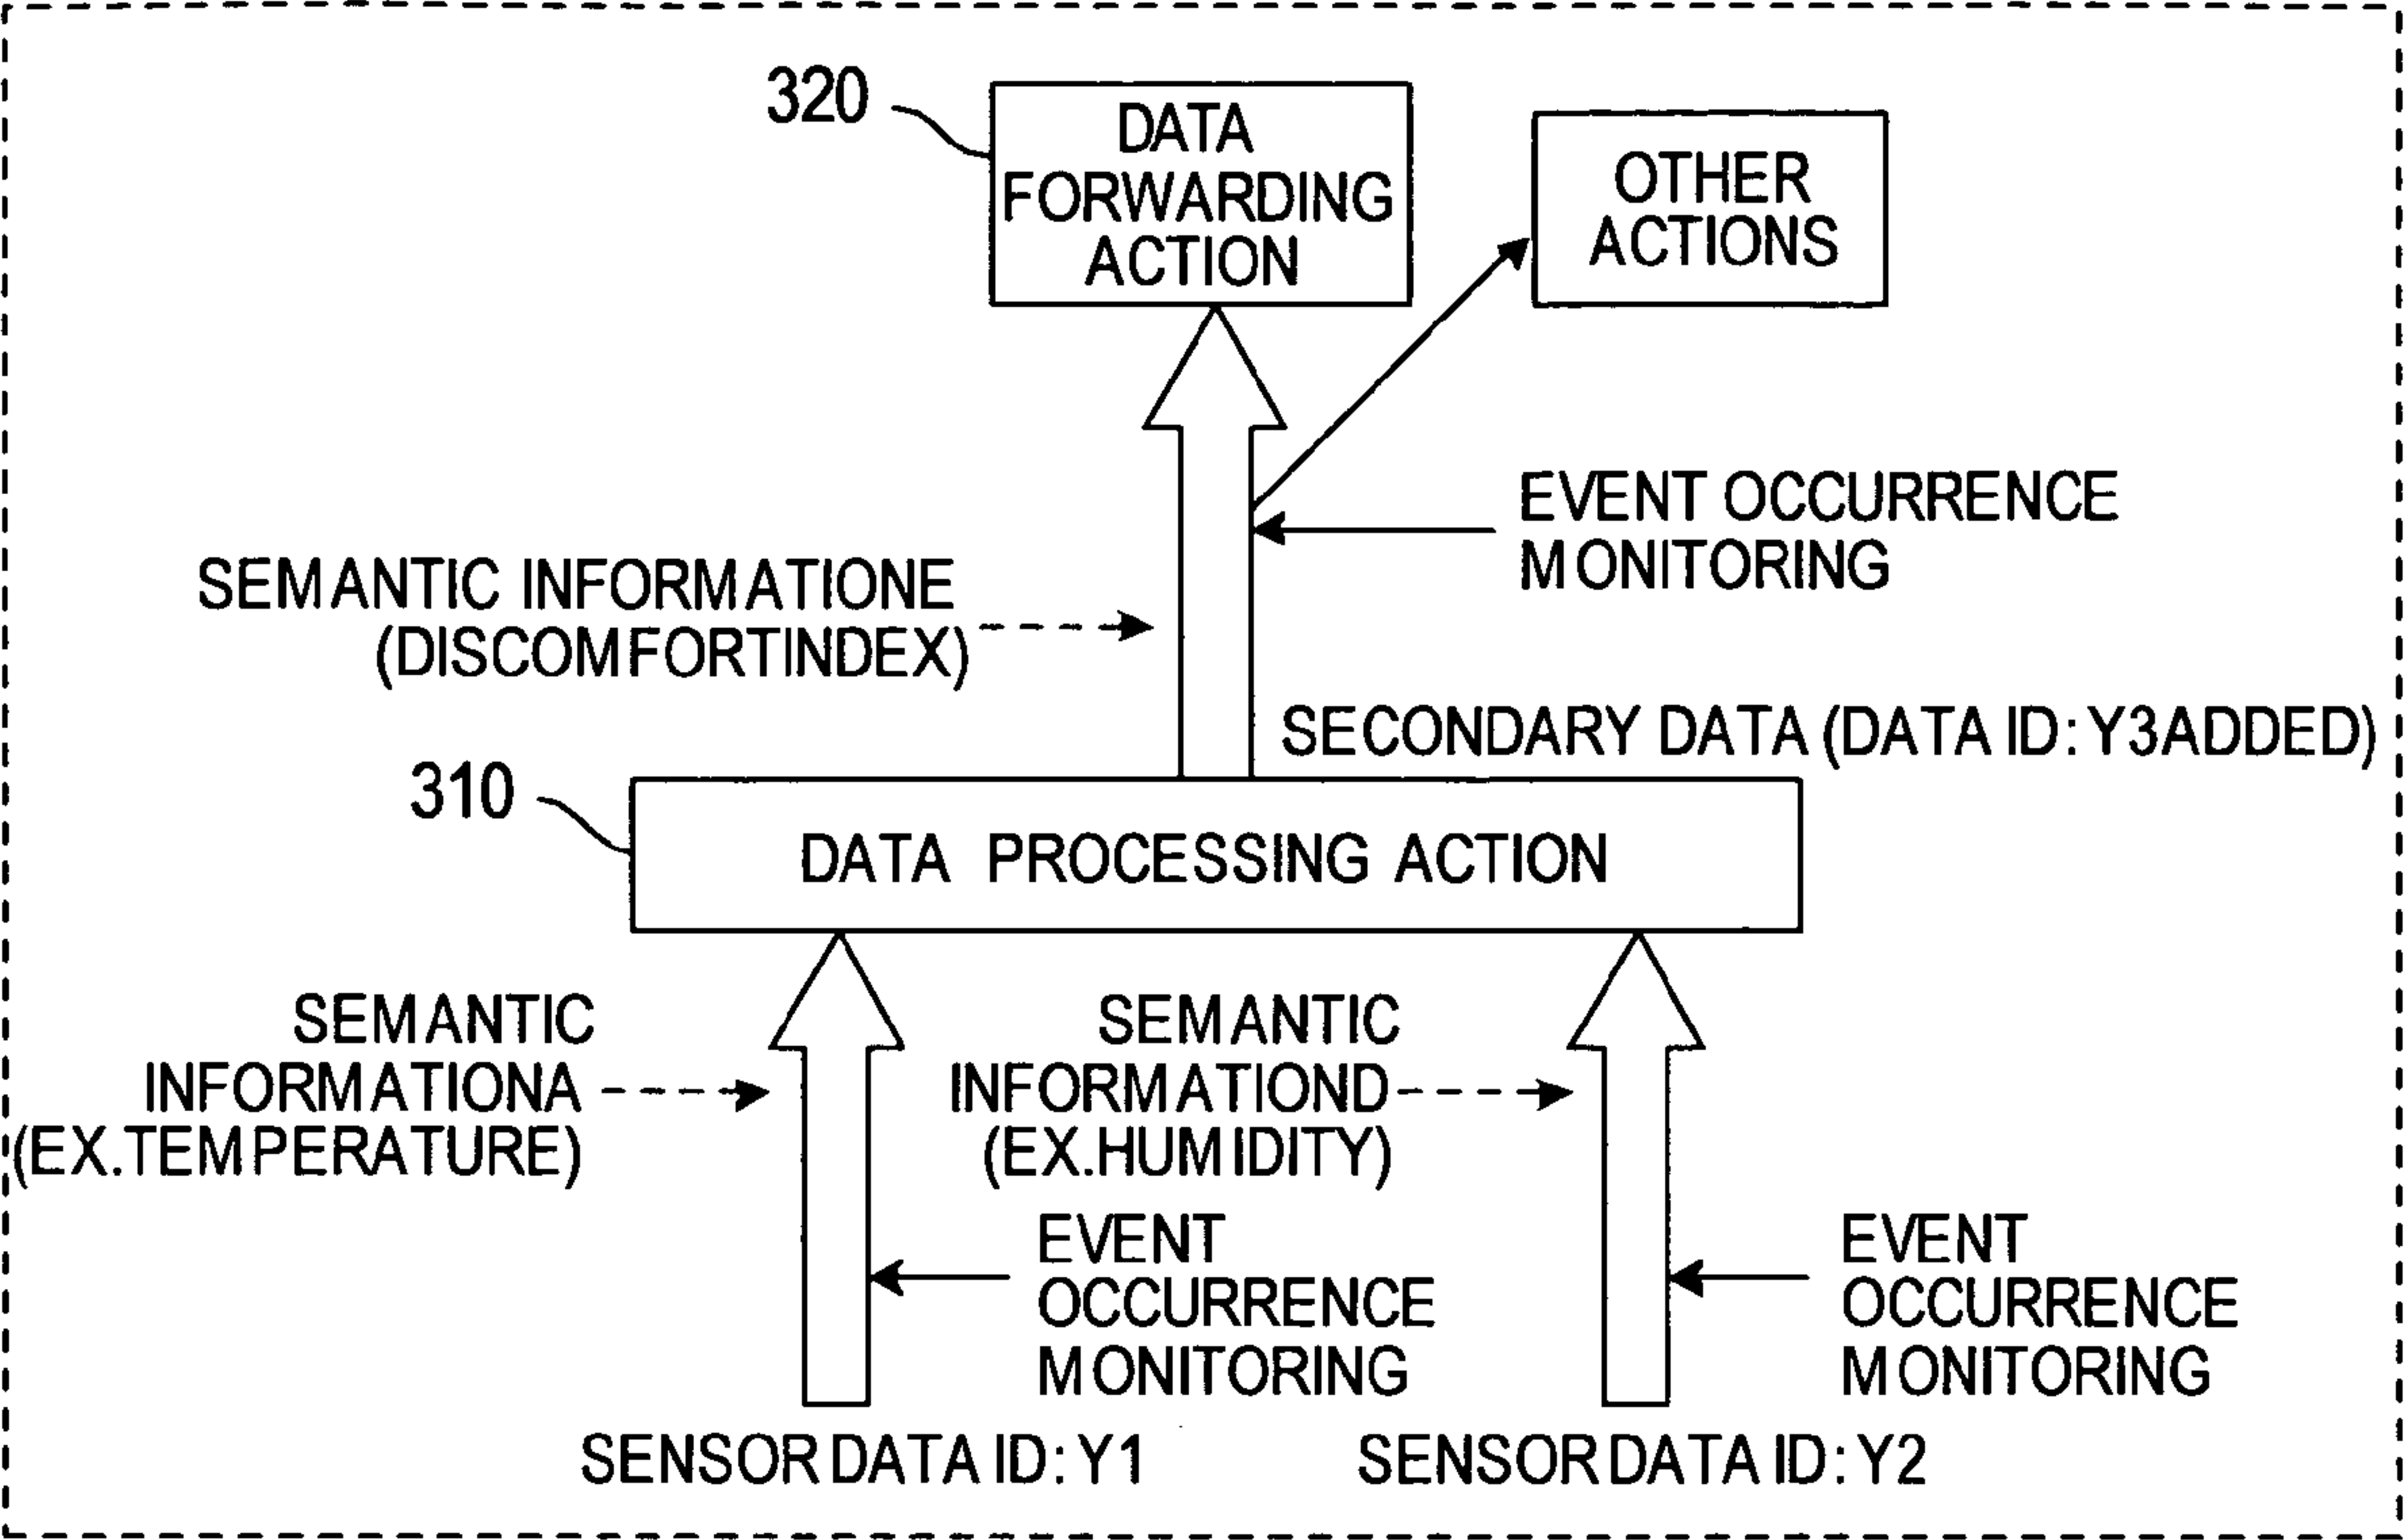 320
DATA
FORWARDING
ACTION
OTHER
ACTIONS
EVENT OCCURRENCE
MONITORING
SEMANTIC INFORMATIONE
(DISCOMFORTINDEX)
SECONDARY DATA (DATA ID: Y3ADDED)
310
DATA PROCESSING ACTION
SEMANTIC
INFORMATIONA
(EX.TEMPERATURE)
SEMANTIC
INFORMATIOND
(EX.HUMIDITY)
EVENT
OCCURRENCE
MONITORING
EVENT
OCCURRENCE
MONITORING
SENSOR DATA ID: Y1
SENSOR DATA ID: Y2